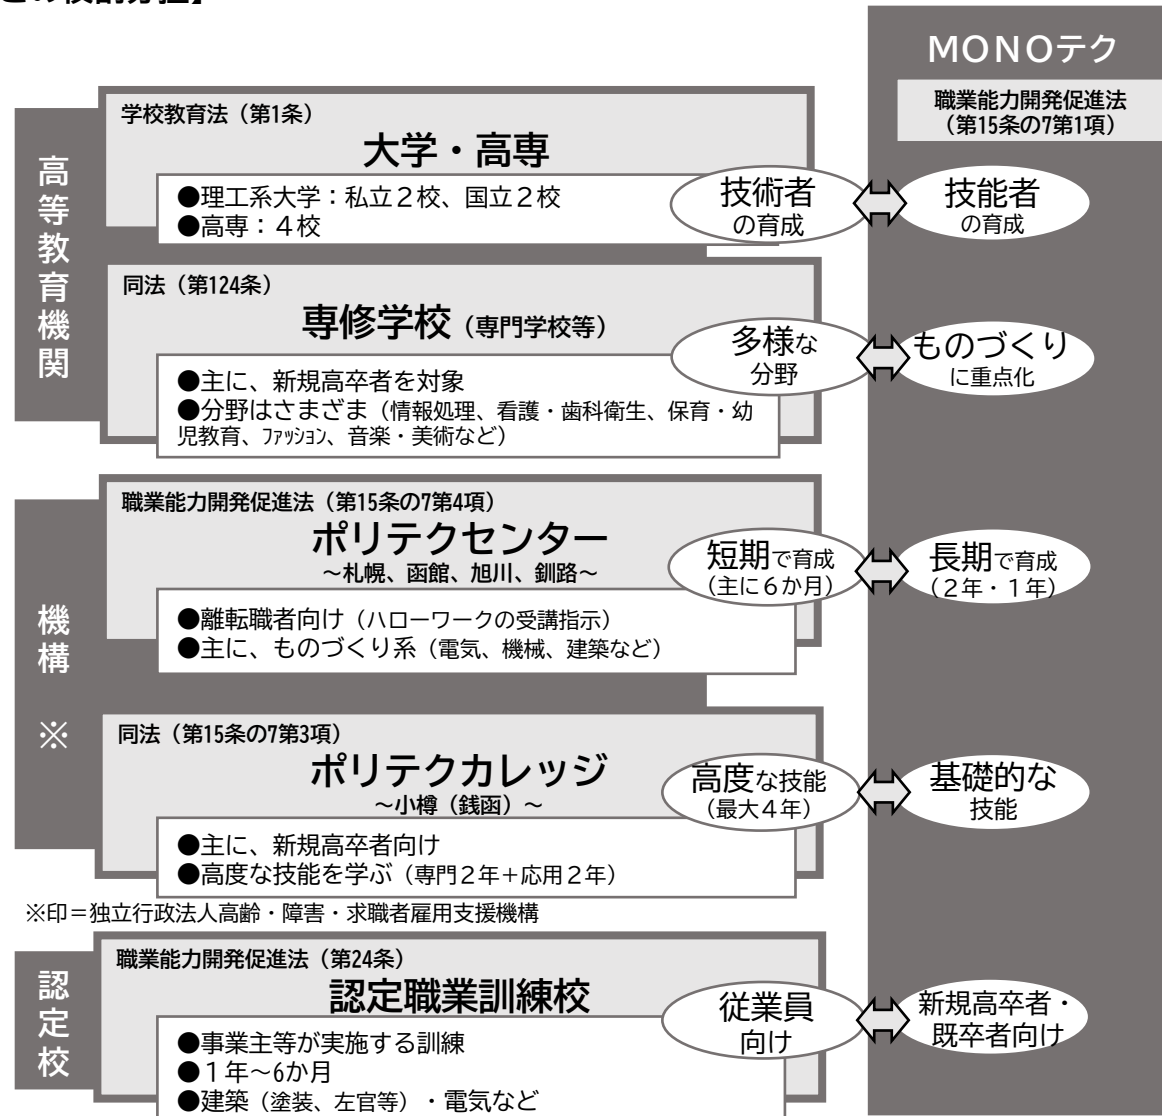 MONOテク
職業能力開発促進法
(第15条の7第1項)
高等教育機関
学校教育法（第1条）
大学・高専
●理工系大学：私立２校、国立２校
●高専：４校
技術者
の育成
技能者
の育成
同法（第124条）
専修学校（専門学校等）
●主に、新規高卒者を対象
●分野はさまざま（情報処理、看護・歯科衛生、保育・幼
児教育、ﾌｧｯｼｮﾝ、音楽・美術など）
多様な
分野
ものづくり
に重点化
機構 ※
職業能力開発促進法（第15条の7第4項）
ポリテクセンター
～札幌、函館、旭川、釧路～
●離転職者向け（ハローワークの受講指示）
●主に、ものづくり系（電気、機械、建築など）
短期で育成
（主に６か月）
長期で育成
（２年・１年）
同法（第15条の7第3項）
ポリテクカレッジ
～小樽（銭函）～
●主に、新規高卒者向け
●高度な技能を学ぶ（専門２年＋応用２年）
高度な技能
（最大４年）
基礎的な
技能
※印＝独立行政法人高齢・障害・求職者雇用支援機構
認定校
職業能力開発促進法（第24条）
認定職業訓練校
●事業主等が実施する訓練
●１年～6か月
●建築（塗装、左官等）・電気など
従業員
向け
新規高卒者・
既卒者向け